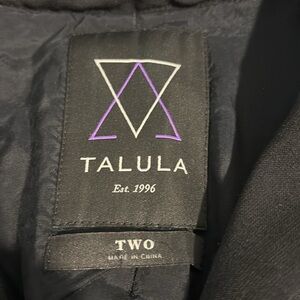 TALULA
Est. 1996
TWO
MADE IN CHINA